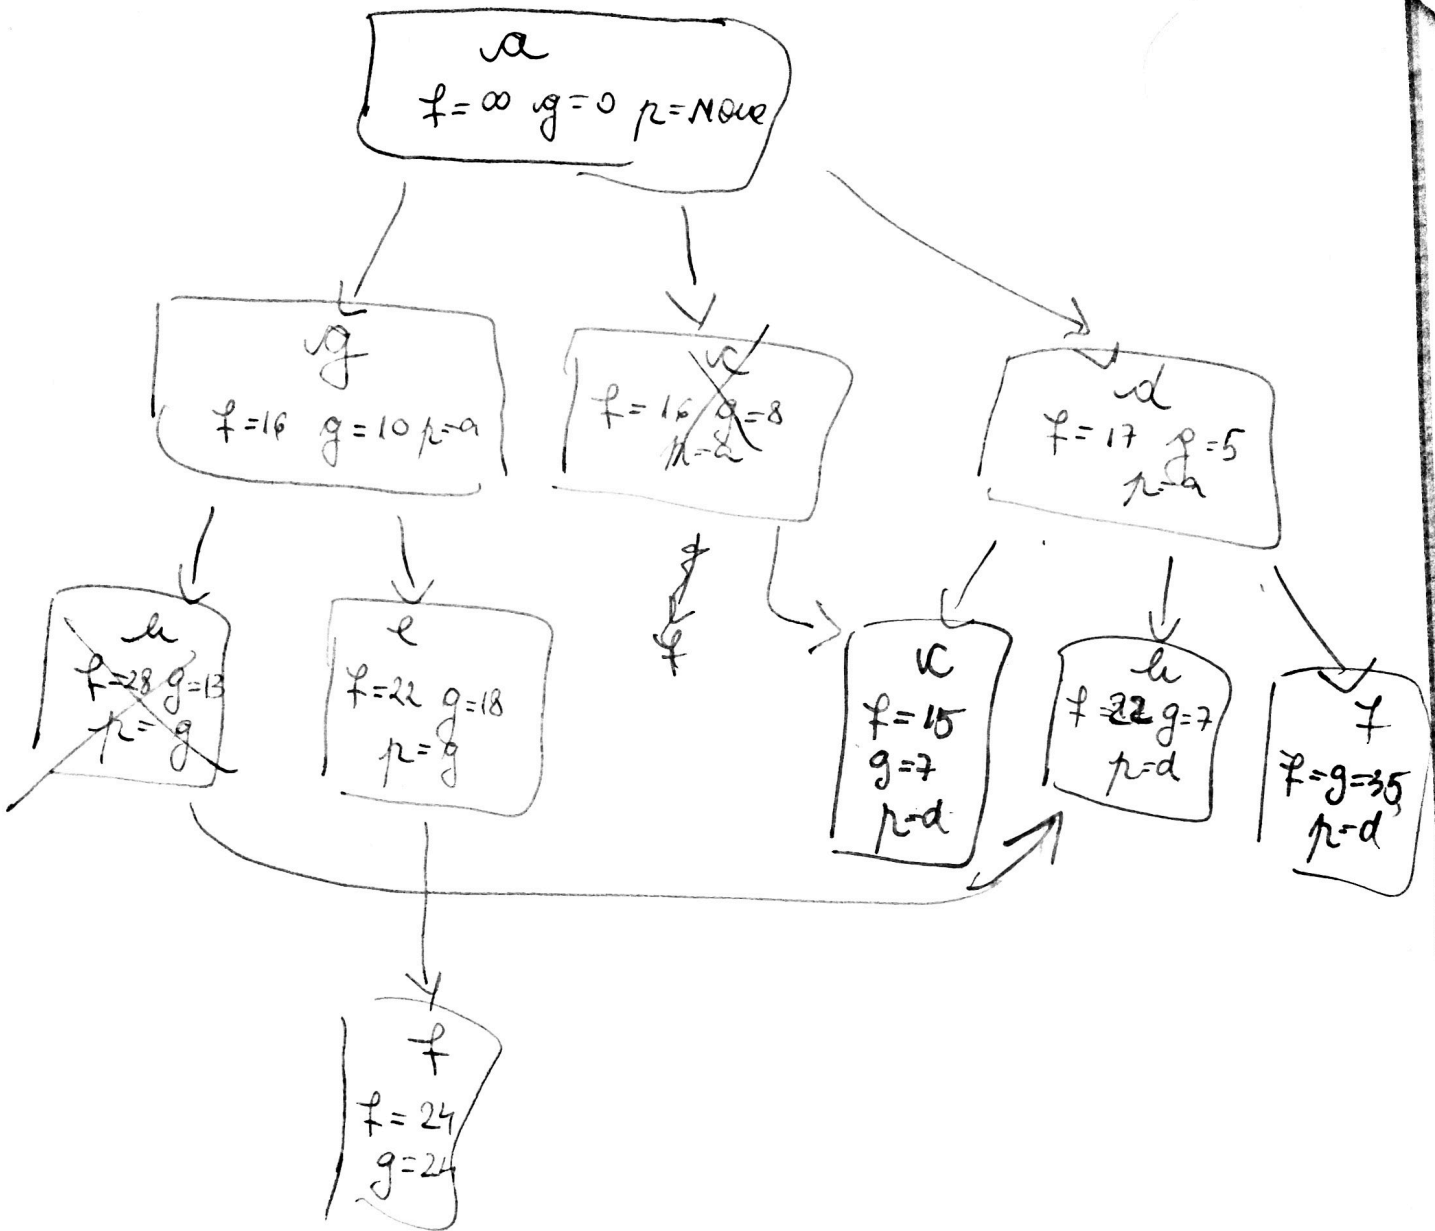 a
f=∞ g=0 p=None
g
f=16 g=10 p=a
c
f=16 g=8
p=a
d
f=17 g=5
p=a
h
f=28 g=13
p=g
e
f=22 g=18
p=g
f
c
f=15
g=7
p=d
h
f=22 g=7
p=d
f
f=g=35
p=d
f
f=24
g=24